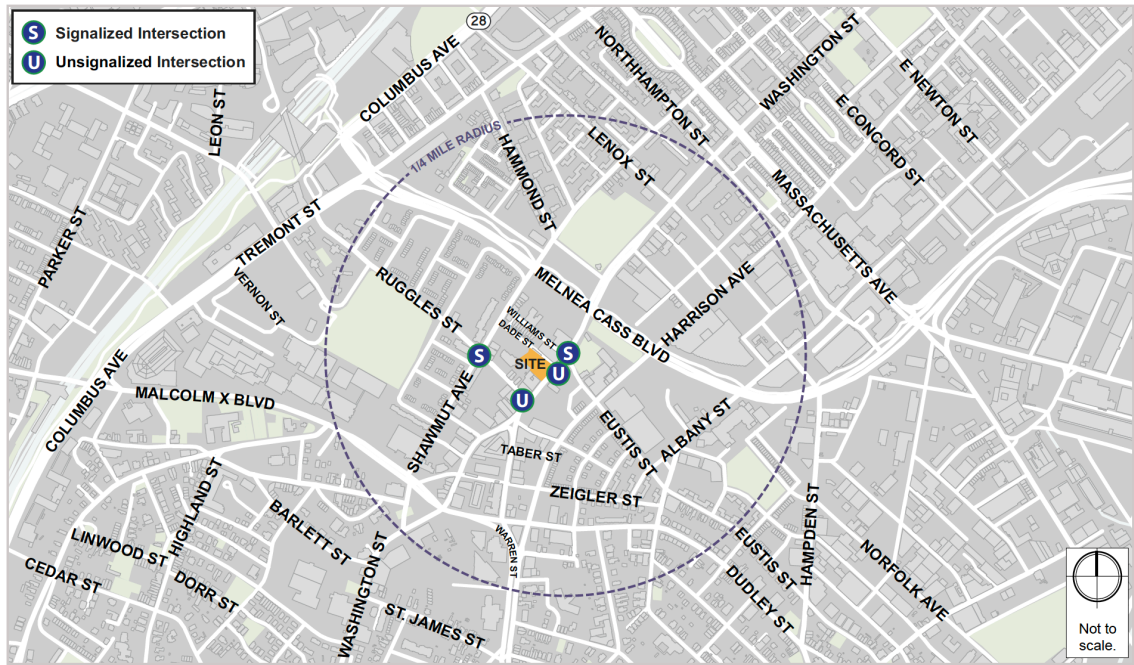 S Signalized Intersection
U Unsignalized Intersection
28
COLUMBUS AVE
NORTHHAMPTON ST
WASHINGTON ST
E NEWTON ST
E CONCORD ST
LEON ST
1/4 MILE RADIUS
HAMMOND ST
LENOX ST
MASSACHUSETTS AVE
PARKER ST
TREMONT ST
VERNON ST
RUGGLES ST
MELNEA CASS BLVD
HARRISON AVE
WILLIAMS ST
DADE ST
S
SITE
S
U
U
COLUMBUS AVE
MALCOLM X BLVD
SHAWMUT AVE
EUSTIS ST
ALBANY ST
TABER ST
ZEIGLER ST
HIGHLAND ST
BARLETT ST
WARREN ST
HAMPDEN ST
LINWOOD ST
CEDAR ST
DORR ST
WASHINGTON ST
ST. JAMES ST
EUSTIS ST
DUDLEY ST
NORFOLK AVE
Not to
scale.